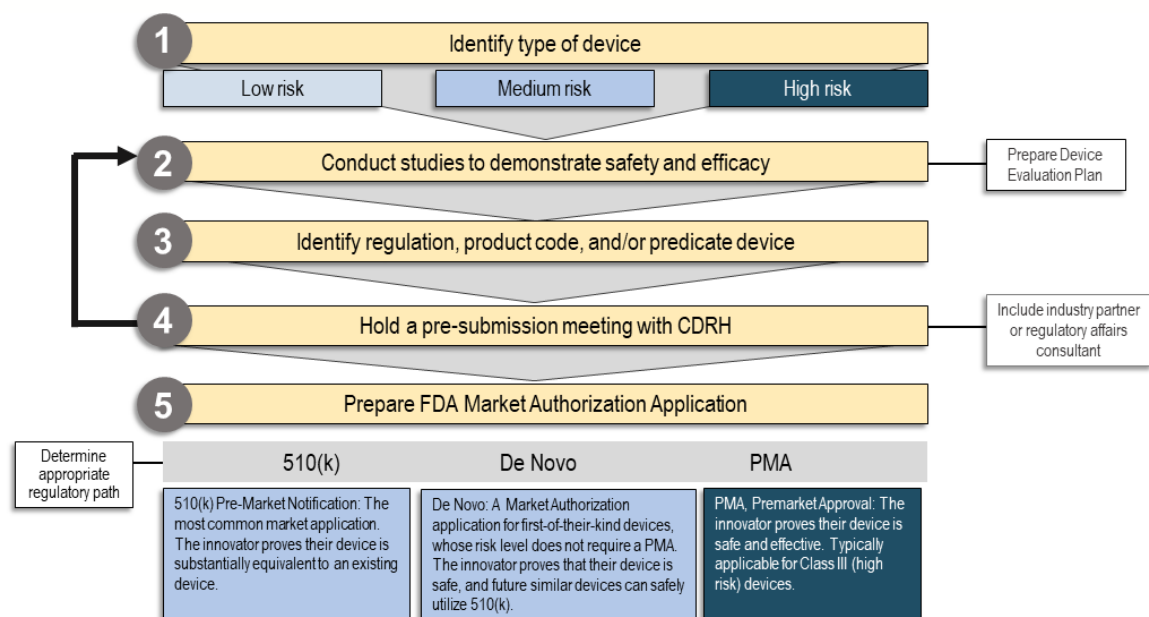 1
Identify type of device
Low risk
Medium risk
High risk
2
Conduct studies to demonstrate safety and efficacy
Prepare Device
Evaluation Plan
3
Identify regulation, product code, and/or predicate device
4
Hold a pre-submission meeting with CDRH
Include industry partner
or regulatory affairs
consultant
5
Prepare FDA Market Authorization Application
Determine
appropriate
regulatory path
510(k)
De Novo
PMA
510(k) Pre-Market Notification: The
most common market application.
The innovator proves their device is
substantially equivalent to an existing
device.
De Novo: A Market Authorization
application for first-of-their-kind devices,
whose risk level does not require a PMA.
The innovator proves that their device is
safe, and future similar devices can safely
utilize 510(k).
PMA, Premarket Approval: The
innovator proves their device is
safe and effective. Typically
applicable for Class III (high
risk) devices.